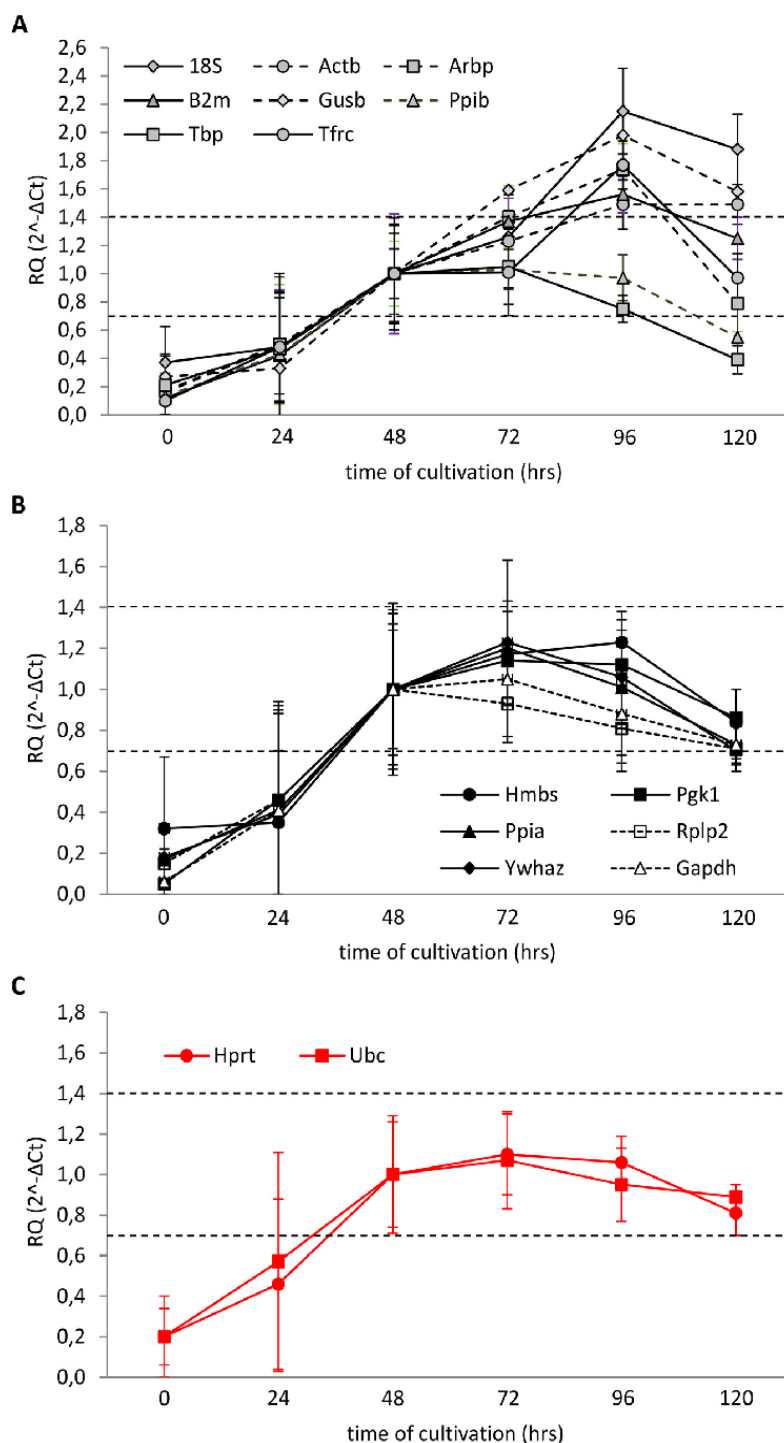 A
RQ (2^-ΔCt)
2,6
2,4
2,2
2,0
1,8
1,6
1,4
1,2
1,0
0,8
0,6
0,4
0,2
0,0
18S Actb Arbp
B2m Gusb Ppib
Tbp Tfrc
0 24 48 72 96 120
time of cultivation (hrs)
B
RQ (2^-ΔCt)
1,8
1,6
1,4
1,2
1,0
0,8
0,6
0,4
0,2
0,0
Hmbs Pgk1
Ppia Rplp2
Ywhaz Gapdh
0 24 48 72 96 120
time of cultivation (hrs)
C
RQ (2^-ΔCt)
1,8
1,6
1,4
1,2
1,0
0,8
0,6
0,4
0,2
0,0
Hprt Ubc
0 24 48 72 96 120
time of cultivation (hrs)